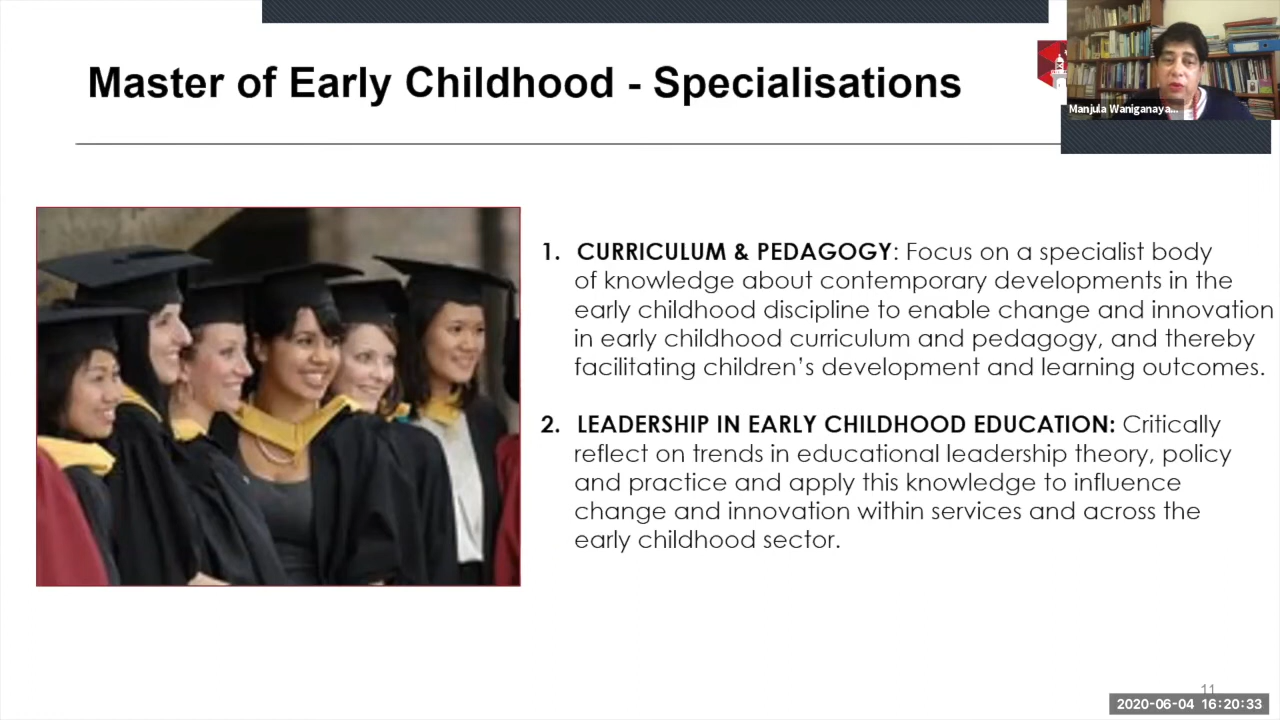 Master of Early Childhood - Specialisations
Manjula Waniganaya...
1. CURRICULUM & PEDAGOGY: Focus on a specialist body
of knowledge about contemporary developments in the
early childhood discipline to enable change and innovation
in early childhood curriculum and pedagogy, and thereby
facilitating children’s development and learning outcomes.
2. LEADERSHIP IN EARLY CHILDHOOD EDUCATION: Critically
reflect on trends in educational leadership theory, policy
and practice and apply this knowledge to influence
change and innovation within services and across the
early childhood sector.
11
2020-06-04 16:20:33